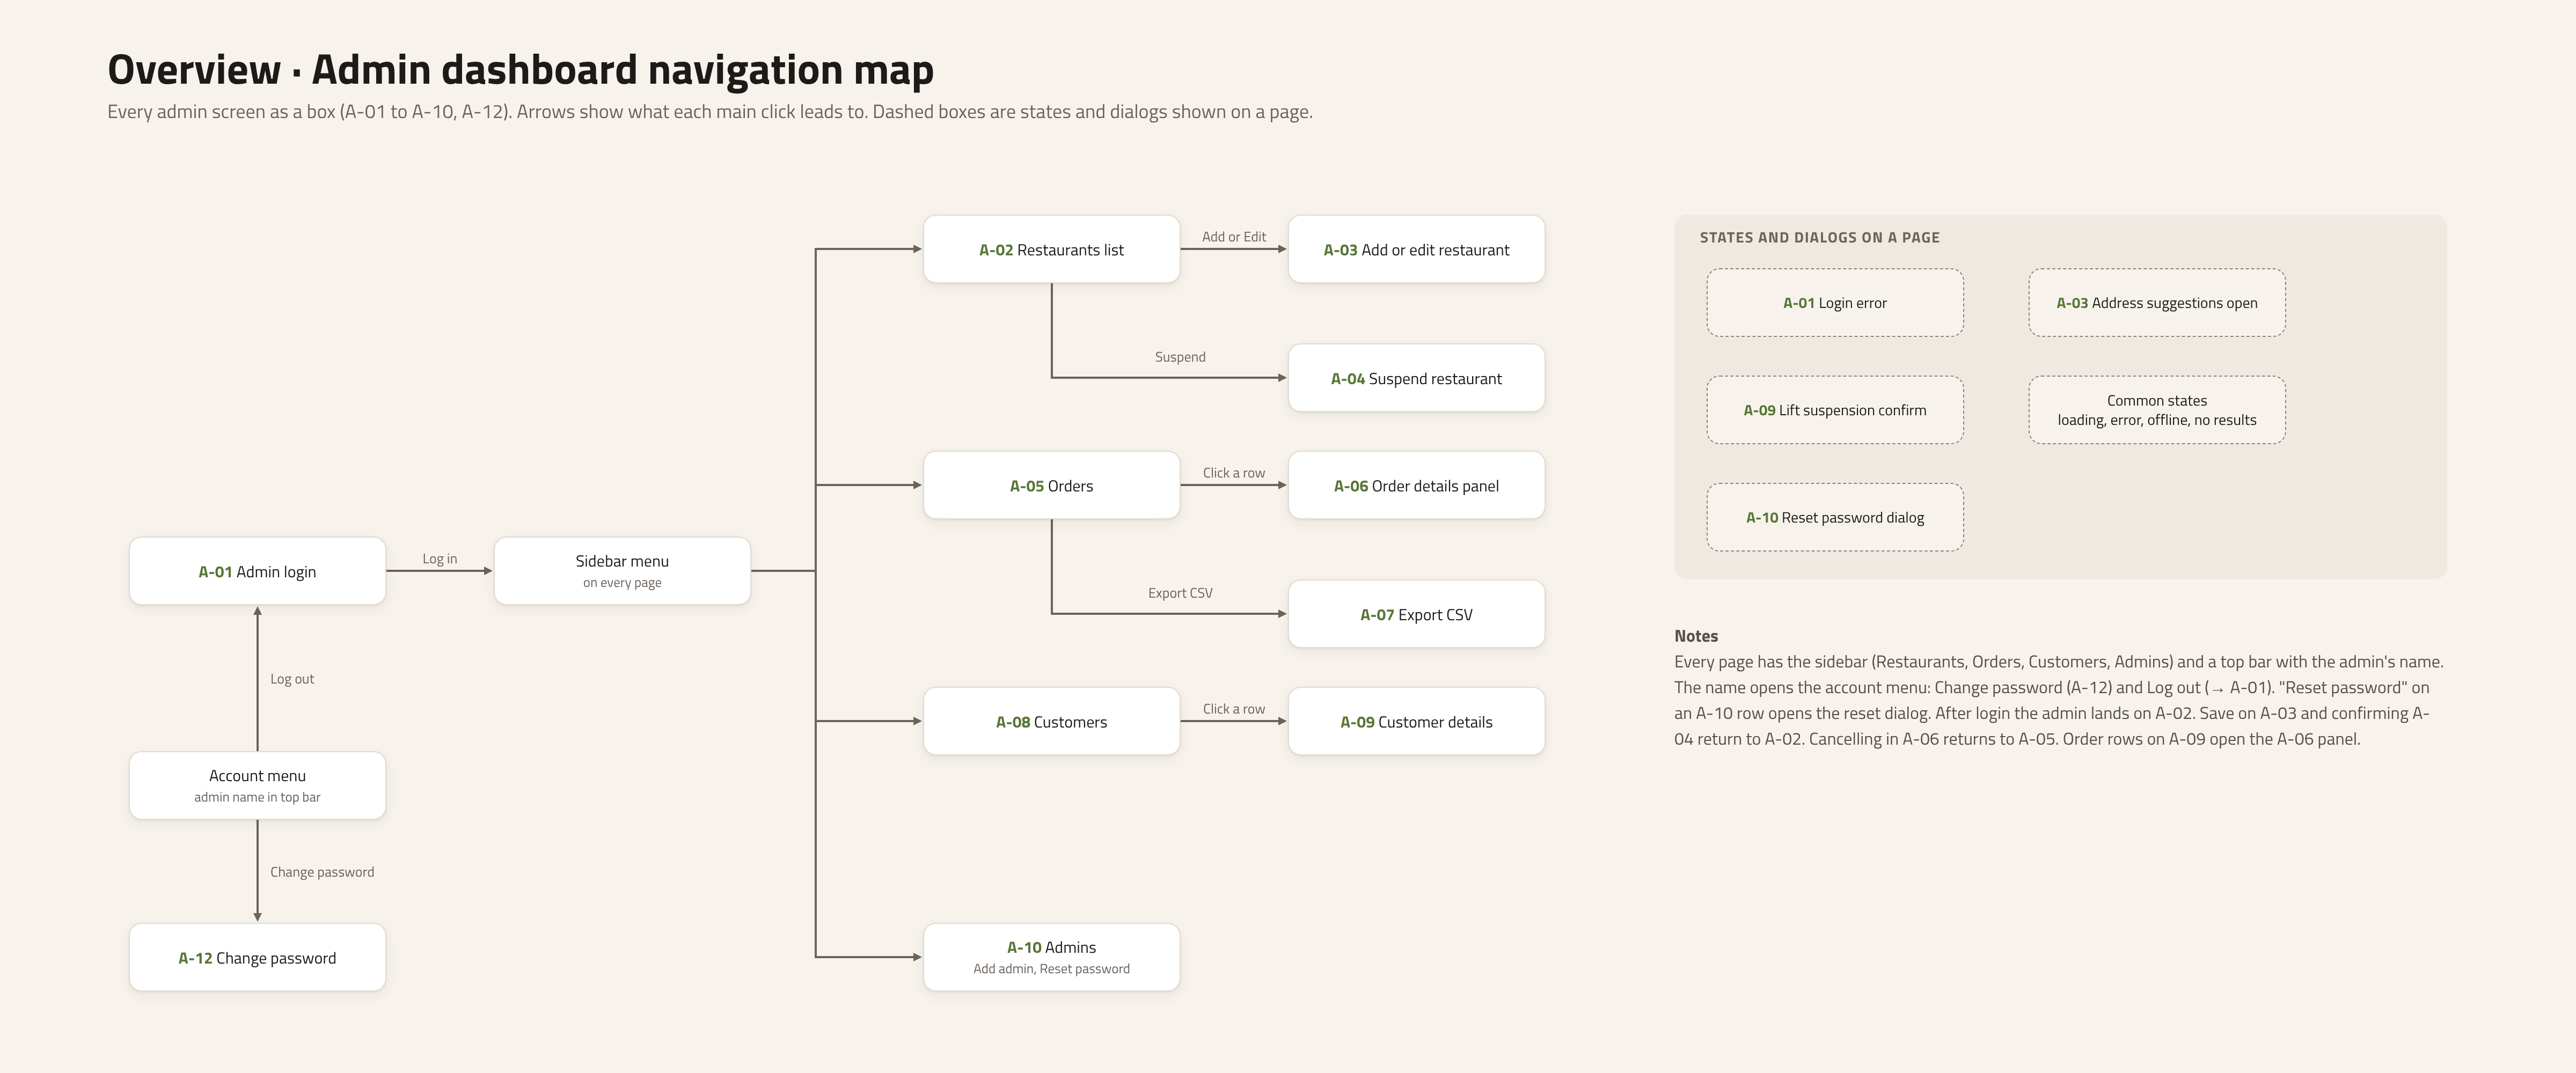 Overview · Admin dashboard navigation map
Every admin screen as a box (A-01 to A-10, A-12). Arrows show what each main click leads to. Dashed boxes are states and dialogs shown on a page.
A-01 Admin login
Log in
Sidebar menu
on every page
Log out
Account menu
admin name in top bar
Change password
A-12 Change password
A-02 Restaurants list
Add or Edit
A-03 Add or edit restaurant
Suspend
A-04 Suspend restaurant
A-05 Orders
Click a row
A-06 Order details panel
Export CSV
A-07 Export CSV
A-08 Customers
Click a row
A-09 Customer details
A-10 Admins
Add admin, Reset password
STATES AND DIALOGS ON A PAGE
A-01 Login error
A-03 Address suggestions open
A-09 Lift suspension confirm
Common states
loading, error, offline, no results
A-10 Reset password dialog
Notes
Every page has the sidebar (Restaurants, Orders, Customers, Admins) and a top bar with the admin's name.
The name opens the account menu: Change password (A-12) and Log out (→ A-01). "Reset password" on
an A-10 row opens the reset dialog. After login the admin lands on A-02. Save on A-03 and confirming A-
04 return to A-02. Cancelling in A-06 returns to A-05. Order rows on A-09 open the A-06 panel.